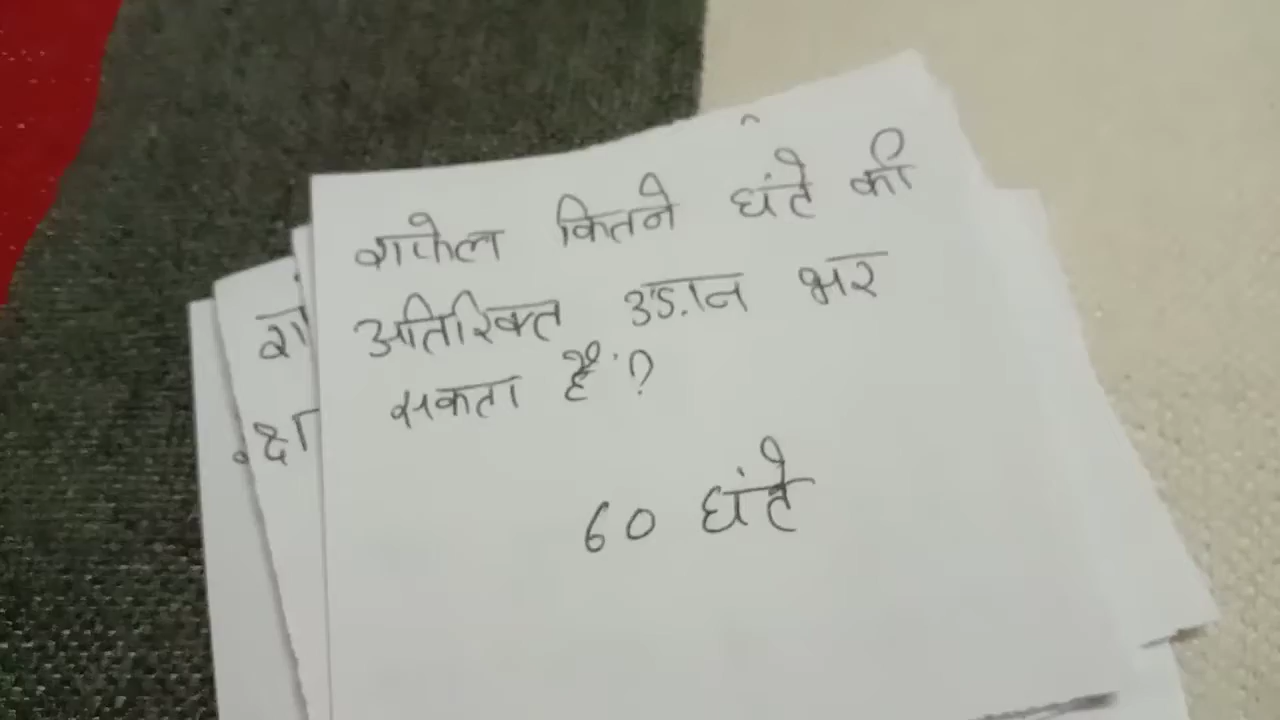 राफेल कितने घंटे की
अतिरिक्त उड़ान भर
सकता है ?
60 घंटे